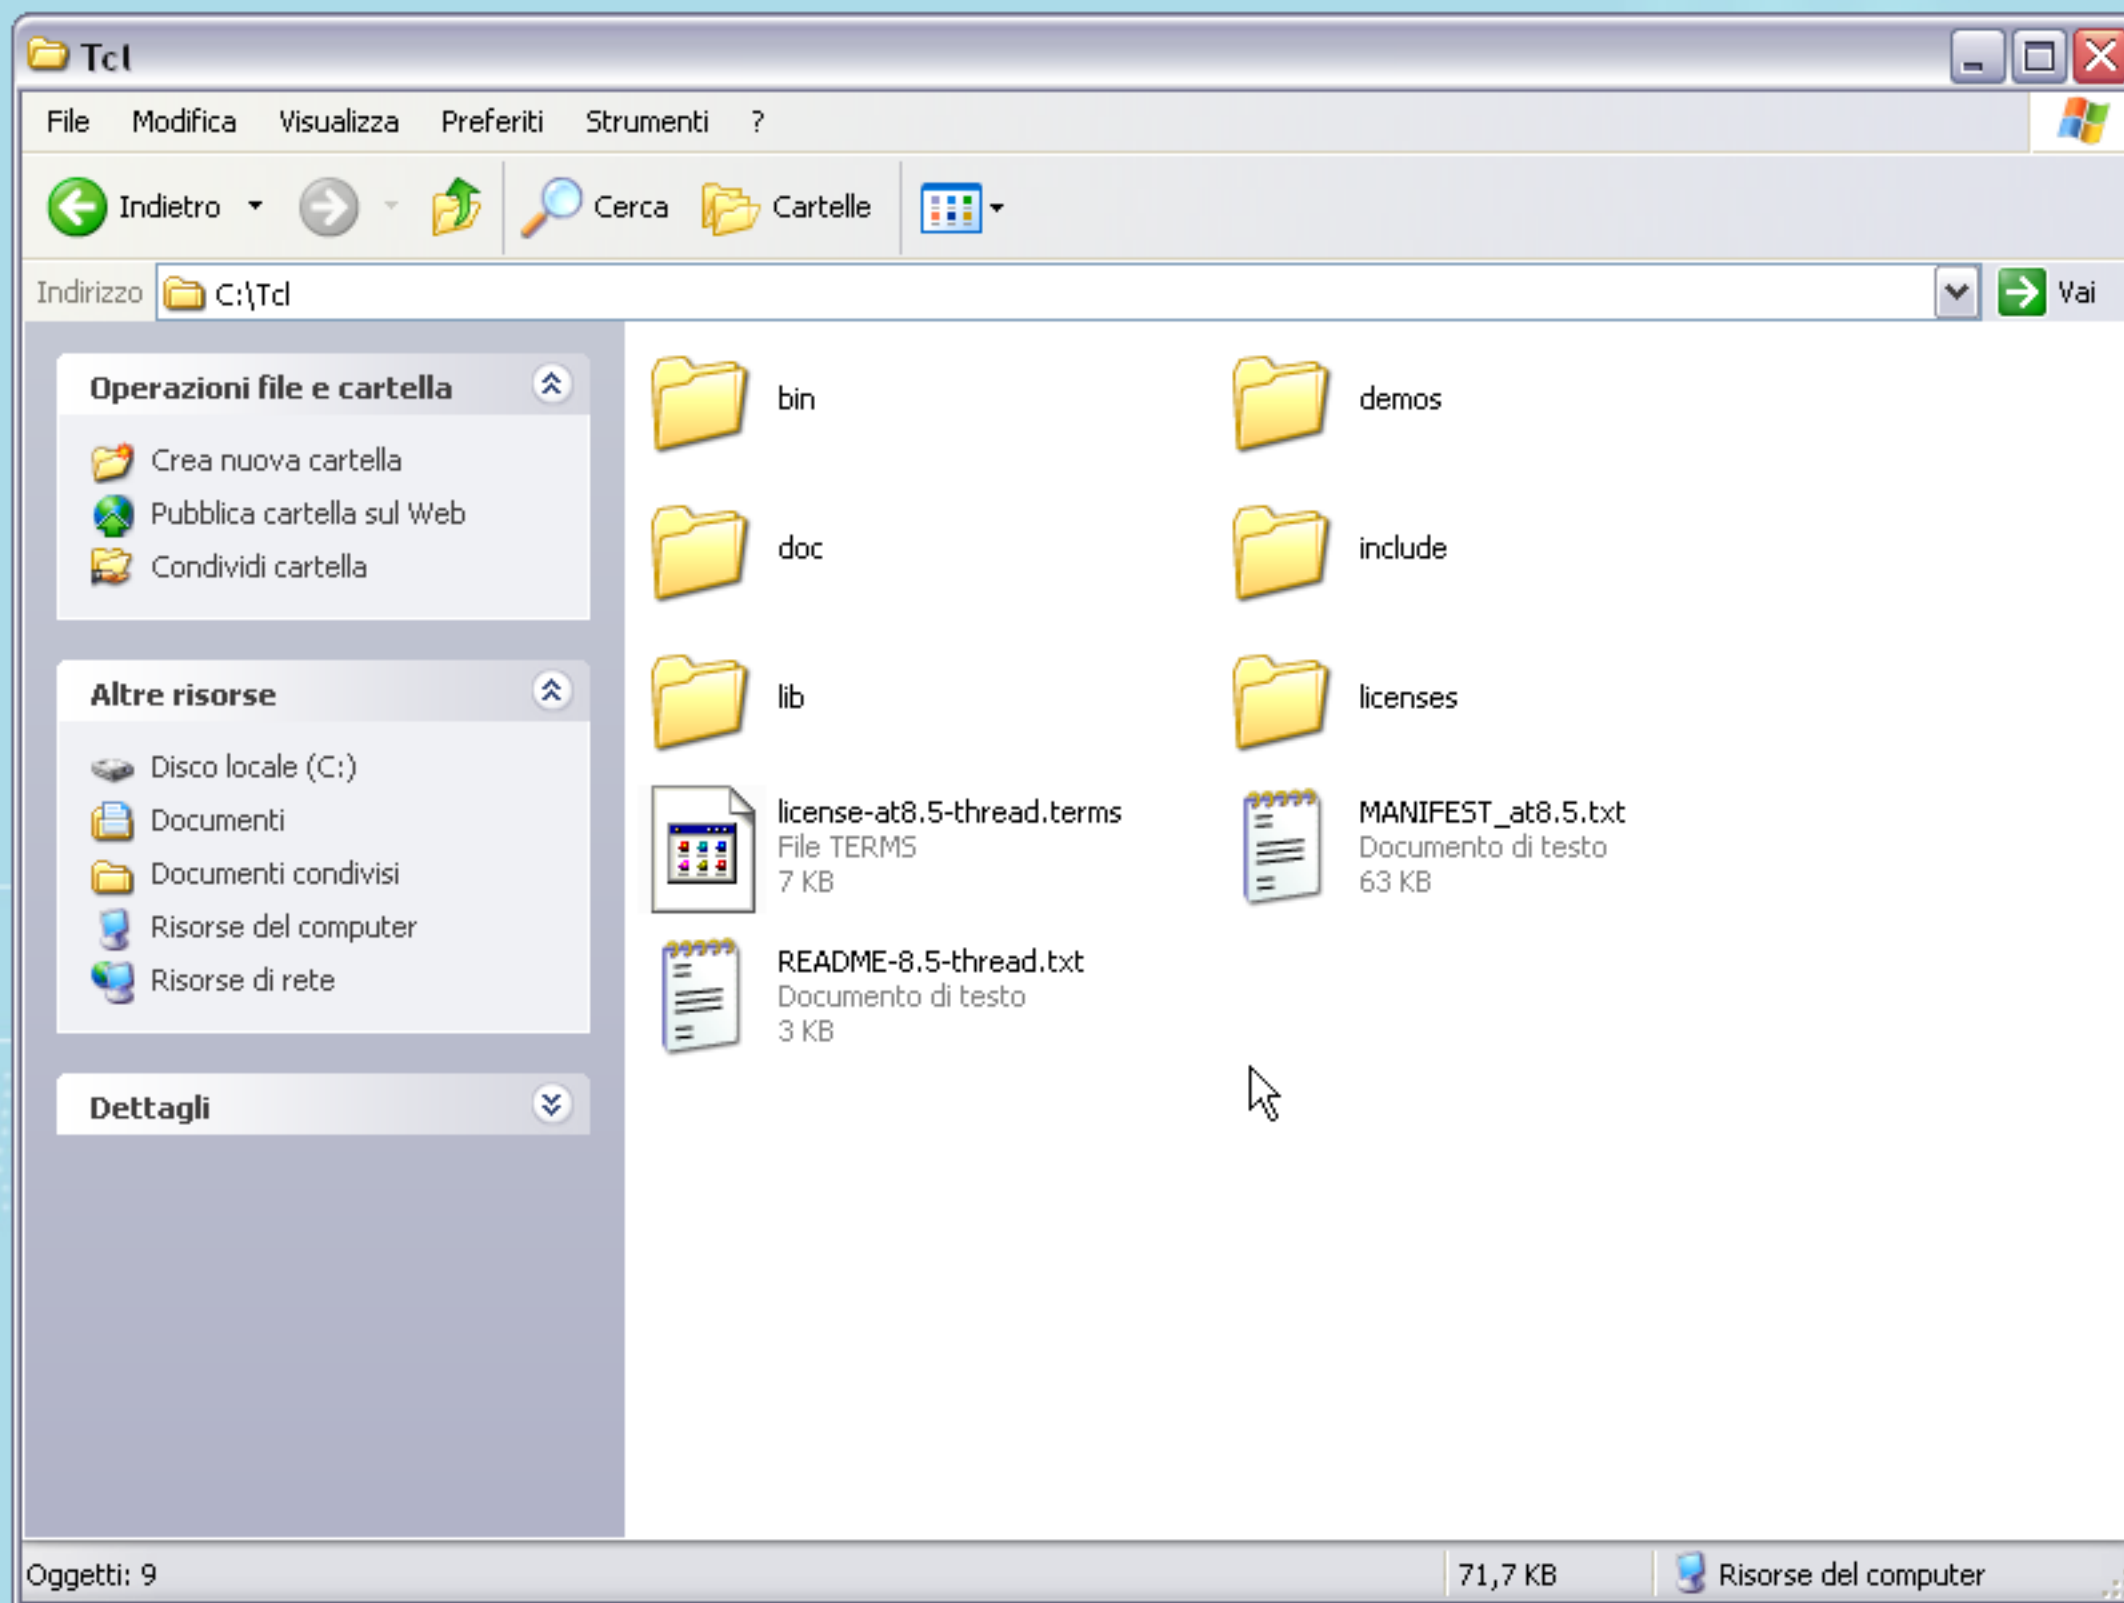 Tcl
File Modifica Visualizza Preferiti Strumenti ?
Indietro Cerca Cartelle
Indirizzo C:\Tcl Vai
Operazioni file e cartella
Crea nuova cartella
Pubblica cartella sul Web
Condividi cartella
Altre risorse
Disco locale (C:)
Documenti
Documenti condivisi
Risorse del computer
Risorse di rete
Dettagli
bin
demos
doc
include
lib
licenses
license-at8.5-thread.terms
File TERMS
7 KB
MANIFEST_at8.5.txt
Documento di testo
63 KB
README-8.5-thread.txt
Documento di testo
3 KB
Oggetti: 9 71,7 KB Risorse del computer